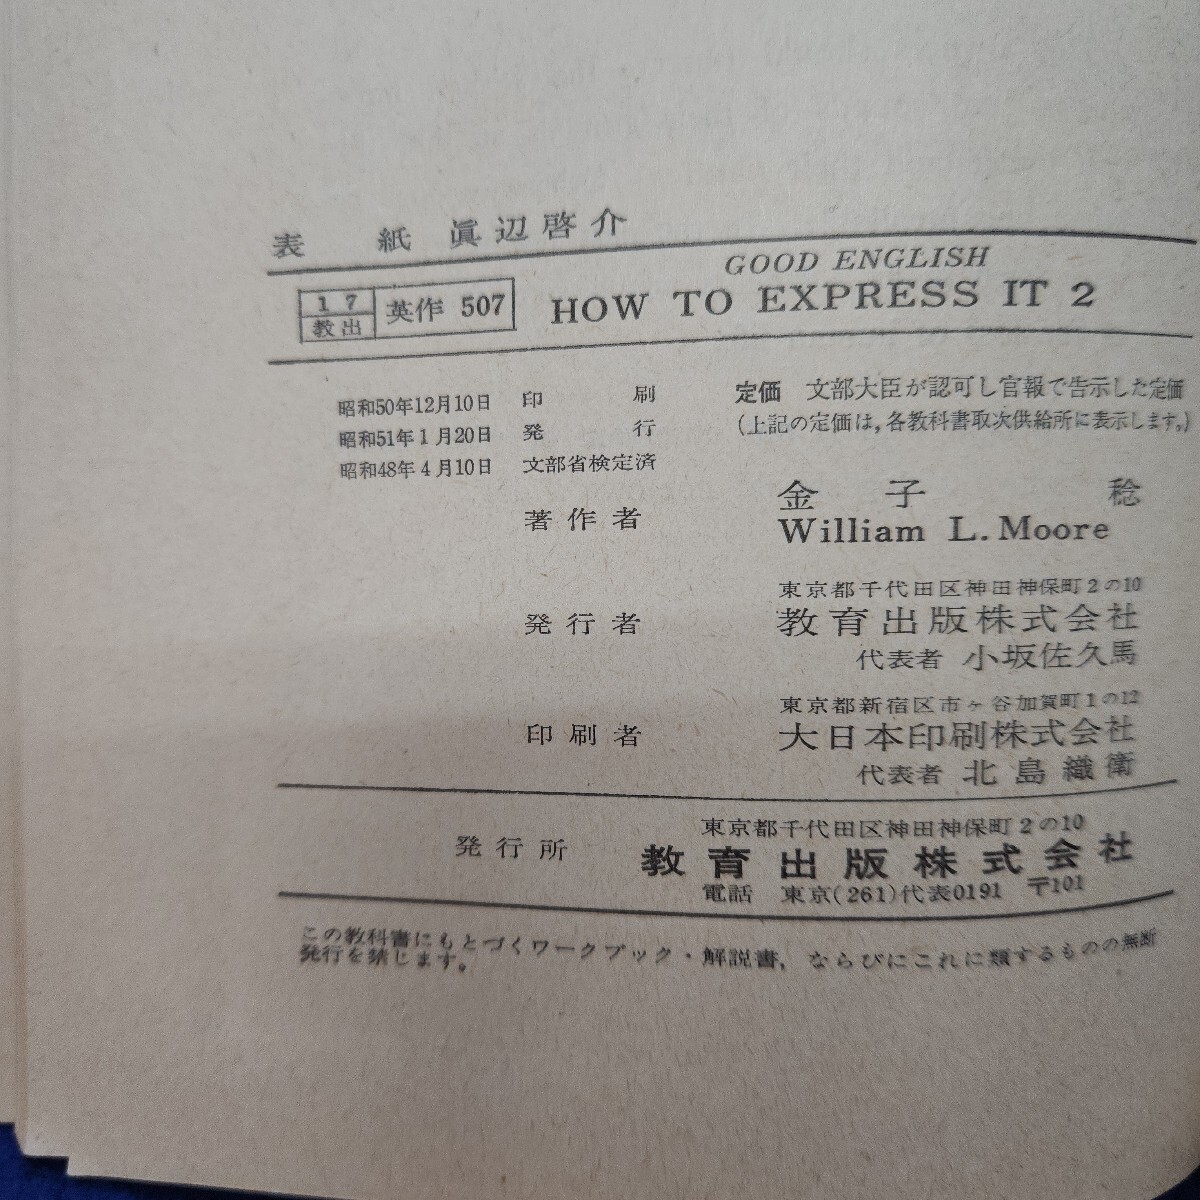 表　紙　眞辺啓介
GOOD ENGLISH
17 教出 英作 507 HOW TO EXPRESS IT 2
昭和50年12月10日 印 刷
昭和51年1月20日 発 行
昭和48年4月10日 文部省検定済
定価 文部大臣が認可し官報で告示した定価
(上記の定価は,各教科書取次供給所に表示します。)
著作者 金子 稔
William L. Moore
東京都千代田区神田神保町2の10
発行者 教育出版株式会社
代表者 小坂佐久馬
東京都新宿区市ヶ谷加賀町1の12
印刷者 大日本印刷株式会社
代表者 北島織衛
東京都千代田区神田神保町2の10
発行所 教育出版株式会社
電話 東京(261)代表0191 〒101
この教科書にもとづくワークブック・解説書,ならびにこれに類するものの無断
発行を禁じます。